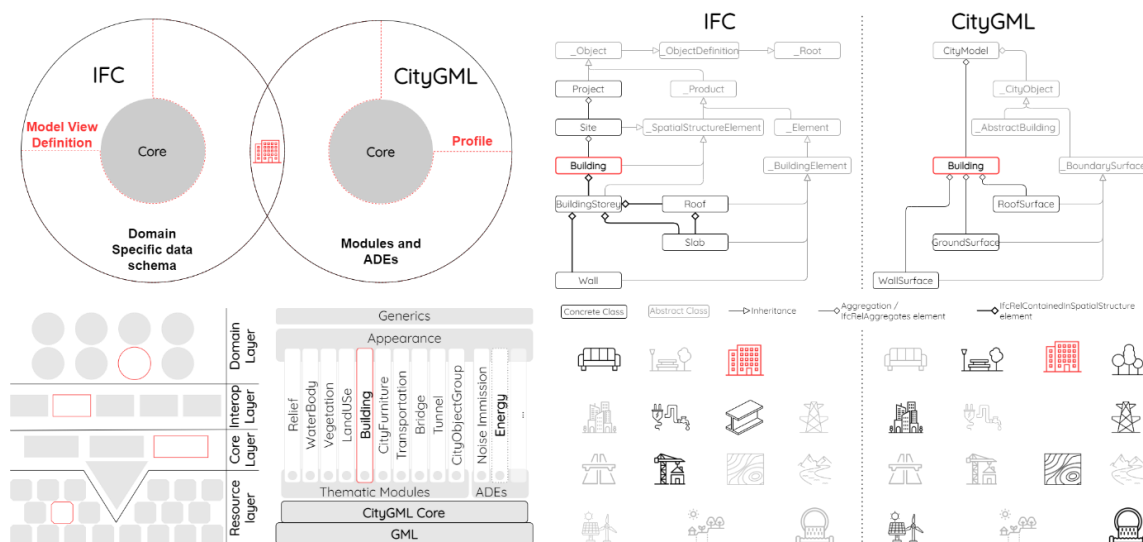 IFC
CityGML
Model View
Definition
Core
Core
Profile
Domain
Specific data
schema
Modules and
ADEs
IFC
CityGML
_Object
_ObjectDefinition
_Root
Project
_Product
Site
_SpatialStructureElement
_Element
Building
_BuildingElement
BuildingStorey
Roof
Slab
Wall
CityModel
_CityObject
_AbstractBuilding
Building
_BoundarySurface
RoofSurface
GroundSurface
WallSurface
Concrete Class
Abstract Class
Inheritance
Aggregation /
IfcRelAggregates element
IfcRelContainedInSpatialStructure
element
Domain
Layer
Interop
Layer
Core
Layer
Resource
layer
Generics
Appearance
Relief
WaterBody
Vegetation
LandUSe
Building
CityFurniture
Transportation
Bridge
Tunnel
CityObjectGroup
Noise Immission
Energy
...
Thematic Modules
ADEs
CityGML Core
GML